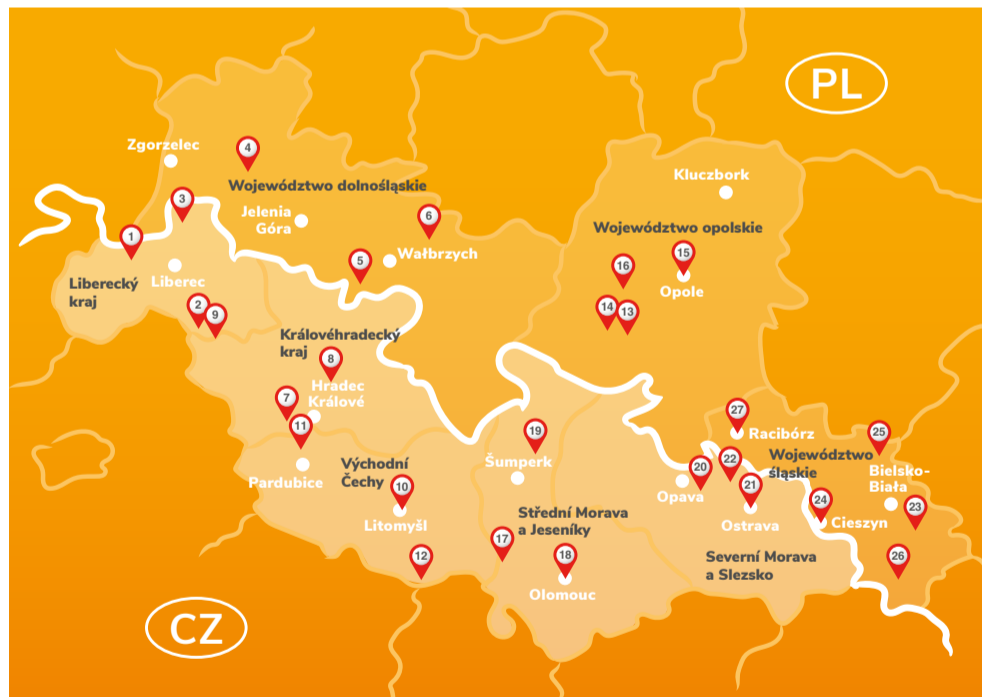 PL
Zgorzelec
4
Kluczbork
Województwo dolnośląskie
3
Jelenia
Góra
6
Województwo opolskie
1
Wałbrzych
15
5
16
Liberecký
kraj
Liberec
Opole
2
9
14
13
Královéhradecký
kraj
8
Hradec
Králové
7
11
27
Racibórz
19
25
Šumperk
Východní
Čechy
Województwo
śląskie
22
20
Bielsko-
Biała
Pardubice
10
Opava
21
24
Litomyšl
Střední Morava
a Jeseníky
Ostrava
Cieszyn
23
17
12
18
Severní Morava
a Slezsko
26
Olomouc
CZ